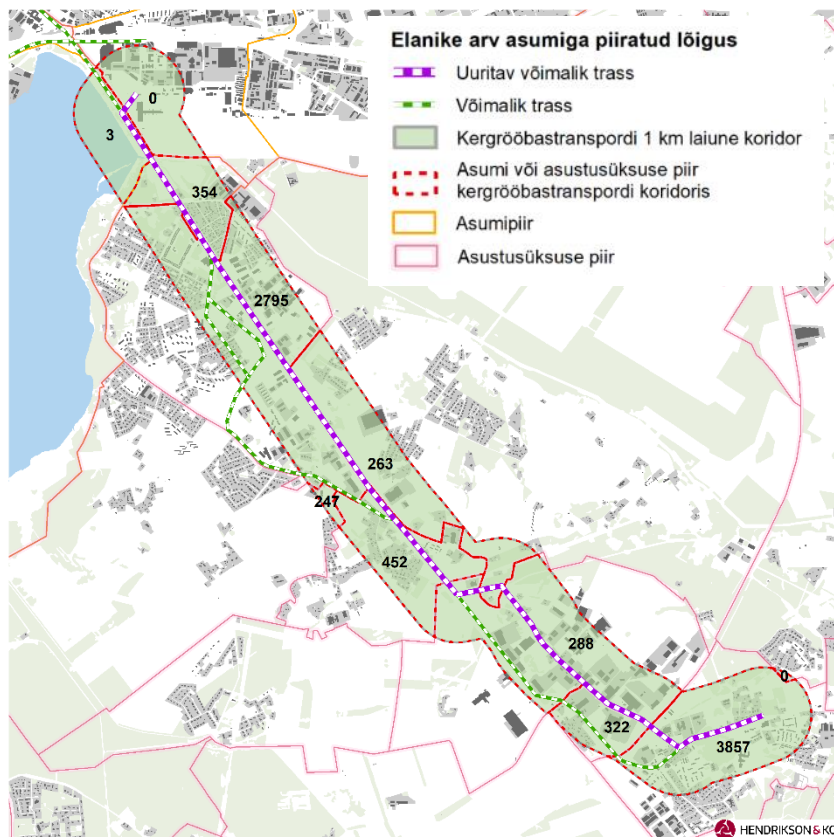 Elanike arv asumiga piiratud lõigus
Uuritav võimalik trass
Võimalik trass
Kergrööbastranspordi 1 km laiune koridor
Asumi või asustusüksuse piir
kergrööbastranspordi koridoris
Asumipiir
Asustusüksuse piir
0
3
354
2795
263
247
452
288
0
322
3857
HENDRIKSON & KO